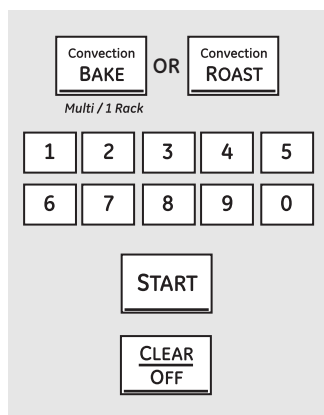 Convection Convection
BAKE OR ROAST
Multi / 1 Rack
1 2 3 4 5
6 7 8 9 0
START
CLEAR
OFF